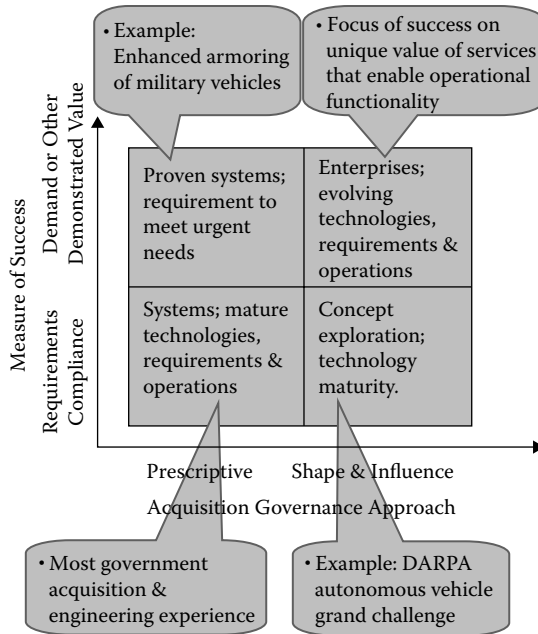 • Example:
Enhanced armoring
of military vehicles
• Focus of success on
unique value of services
that enable operational
functionality
Measure of Success
Demand or Other
Demonstrated Value
Requirements
Compliance
Proven systems;
requirement to
meet urgent
needs
Enterprises;
evolving
technologies,
requirements &
operations
Systems; mature
technologies,
requirements &
operations
Concept
exploration;
technology
maturity.
Prescriptive
Shape & Influence
Acquisition Governance Approach
• Most government
acquisition &
engineering experience
• Example: DARPA
autonomous vehicle
grand challenge